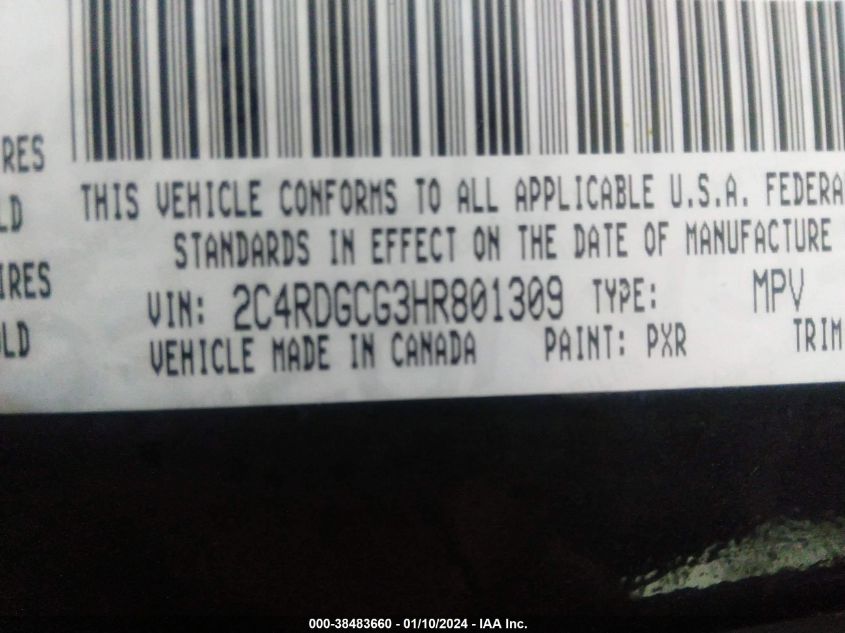 RES
LD
IRES
LD
THIS VEHICLE CONFORMS TO ALL APPLICABLE U.S.A. FEDERA
STANDARDS IN EFFECT ON THE DATE OF MANUFACTURE
VIN: 2C4RDGCG3HR801309 TYPE: MPV
VEHICLE MADE IN CANADA PAINT: PXR TRIM
000-38483660 - 01/10/2024 - IAA Inc.